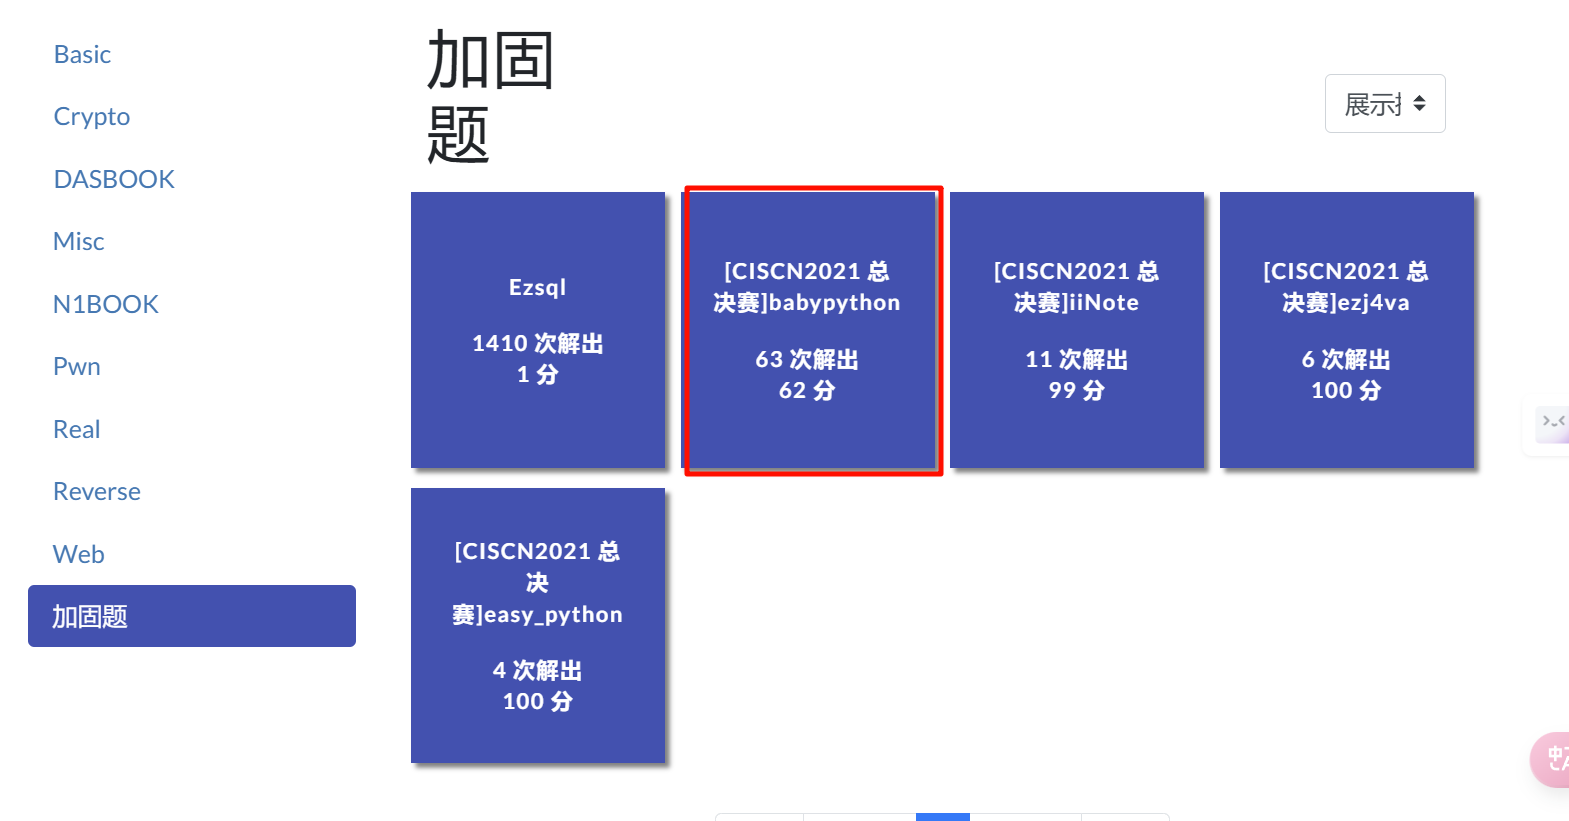 Basic
Crypto
DASBOOK
Misc
N1BOOK
Pwn
Real
Reverse
Web
加固题
加固
题
展示
Ezsql
1410 次解出
1 分
[CISCN2021 总
决赛]babypython
63 次解出
62 分
[CISCN2021 总
决赛]iiNote
11 次解出
99 分
[CISCN2021 总
决赛]ezj4va
6 次解出
100 分
[CISCN2021 总
决
赛]easy_python
4 次解出
100 分